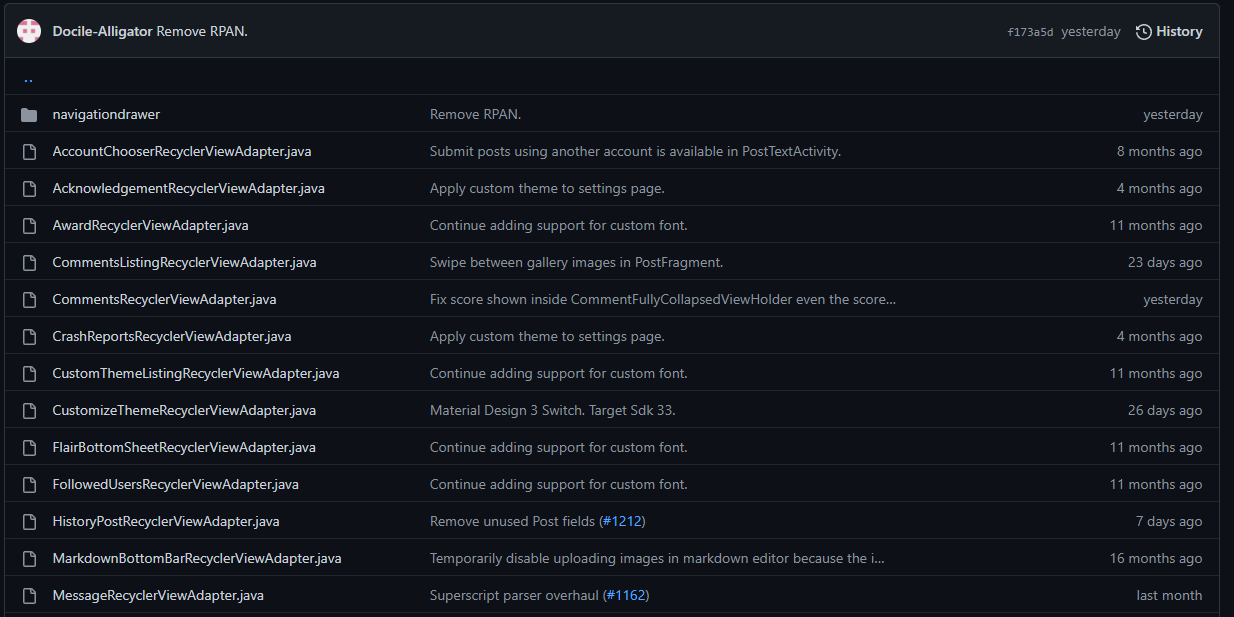 Docile-Alligator Remove RPAN. f173a5d yesterday History
..
navigationdrawer Remove RPAN. yesterday
AccountChooserRecyclerViewAdapter.java Submit posts using another account is available in PostTextActivity. 8 months ago
AcknowledgementRecyclerViewAdapter.java Apply custom theme to settings page. 4 months ago
AwardRecyclerViewAdapter.java Continue adding support for custom font. 11 months ago
CommentsListingRecyclerViewAdapter.java Swipe between gallery images in PostFragment. 23 days ago
CommentsRecyclerViewAdapter.java Fix score shown inside CommentFullyCollapsedViewHolder even the score... yesterday
CrashReportsRecyclerViewAdapter.java Apply custom theme to settings page. 4 months ago
CustomThemeListingRecyclerViewAdapter.java Continue adding support for custom font. 11 months ago
CustomizeThemeRecyclerViewAdapter.java Material Design 3 Switch. Target Sdk 33. 26 days ago
FlairBottomSheetRecyclerViewAdapter.java Continue adding support for custom font. 11 months ago
FollowedUsersRecyclerViewAdapter.java Continue adding support for custom font. 11 months ago
HistoryPostRecyclerViewAdapter.java Remove unused Post fields (#1212) 7 days ago
MarkdownBottomBarRecyclerViewAdapter.java Temporarily disable uploading images in markdown editor because the i... 16 months ago
MessageRecyclerViewAdapter.java Superscript parser overhaul (#1162) last month